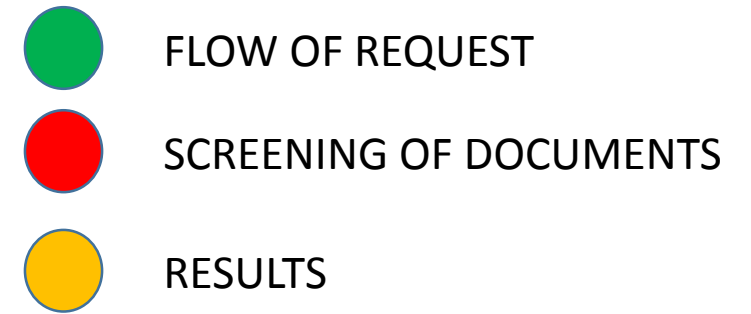 FLOW OF REQUEST
SCREENING OF DOCUMENTS
RESULTS